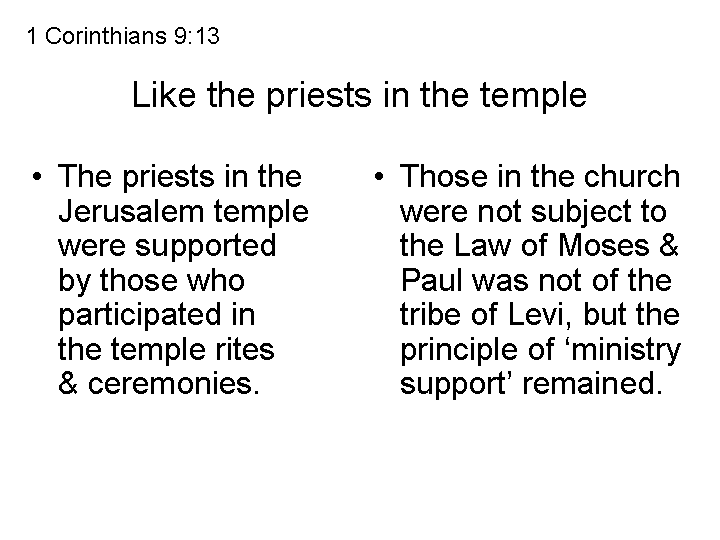 1 Corinthians 9:13
Like the priests in the temple
• The priests in the
Jerusalem temple
were supported
by those who
participated in
the temple rites
& ceremonies.
• Those in the church
were not subject to
the Law of Moses &
Paul was not of the
tribe of Levi, but the
principle of ‘ministry
support’ remained.